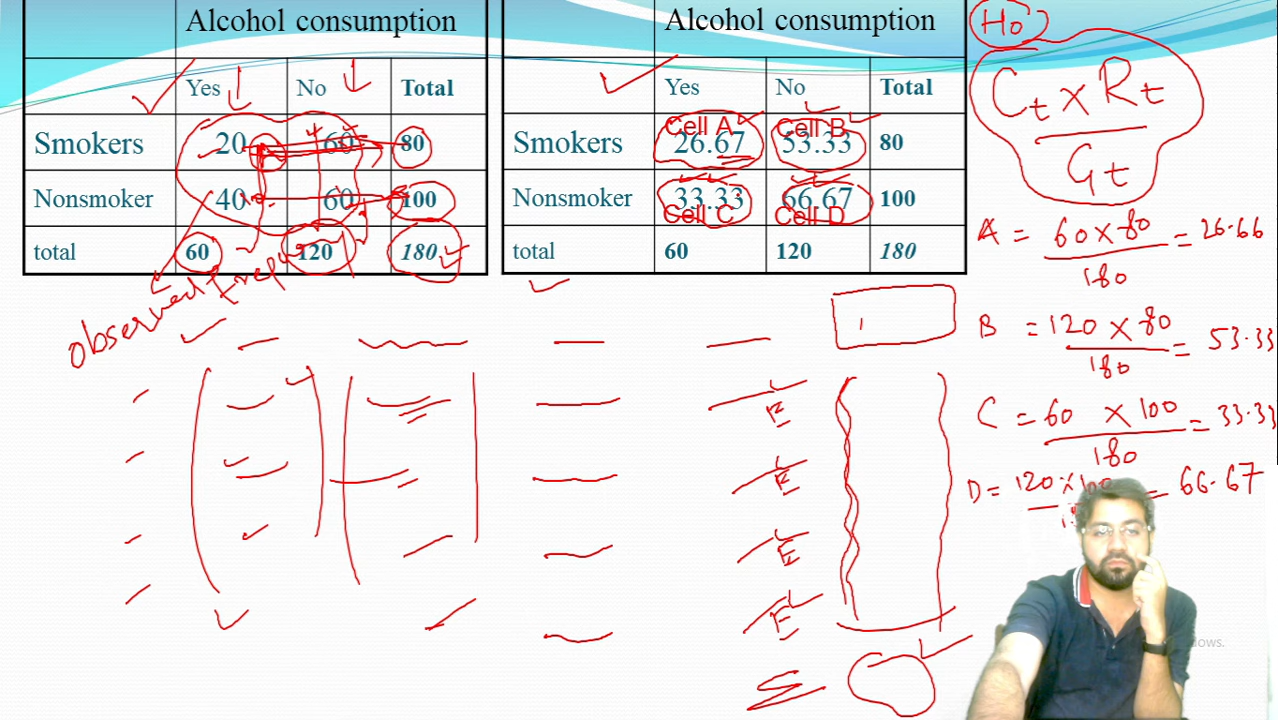 Alcohol consumption
Yes No Total
Smokers 20 60 80
Nonsmoker 40 60 100
total 60 120 180
observed freq
Alcohol consumption
Yes No Total
Cell A Cell B
Smokers 26.67 53.33 80
Nonsmoker 33.33 66.67 100
Cell C Cell D
total 60 120 180
E
E
E
E
Σ
Ho
Ct x Rt
Gt
A = 60 x 80 = 26.66
180
B = 120 x 80 = 53.33
180
C = 60 x 100 = 33.33
180
D = 120 x 100 = 66.67